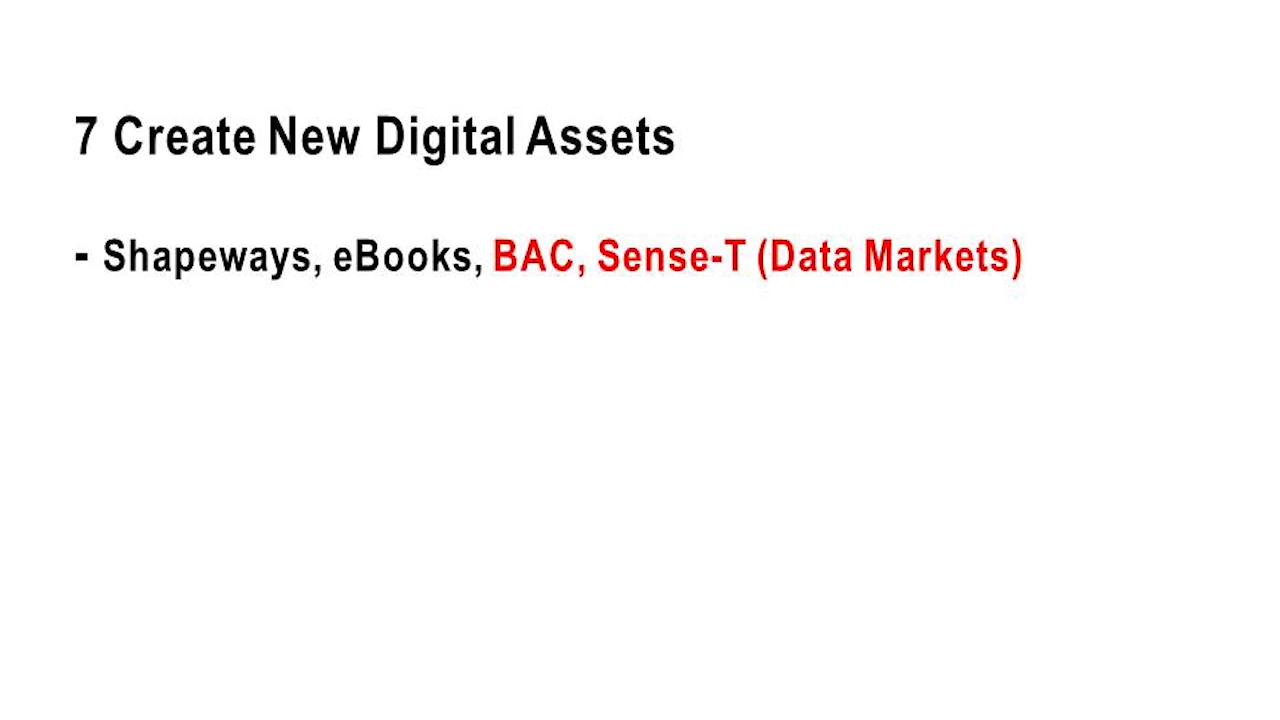 7 Create New Digital Assets
- Shapeways, eBooks, BAC, Sense-T (Data Markets)